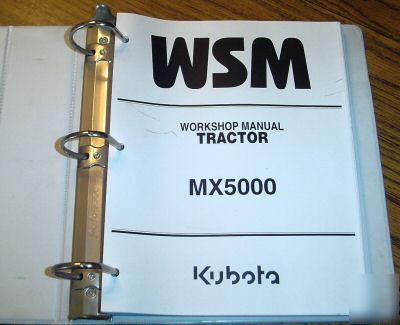 WSM
WORKSHOP MANUAL
TRACTOR
MX5000
Kubota